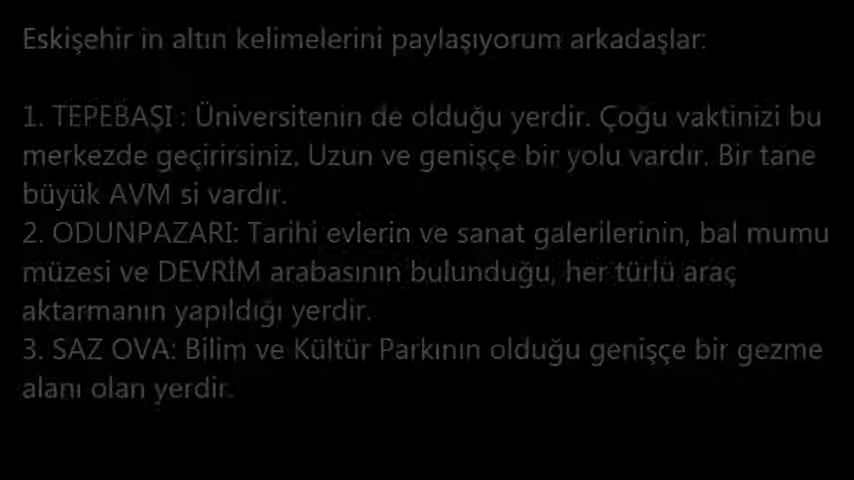 Eskişehir in altın kelimelerini paylaşıyorum arkadaşlar:
1. TEPEBAŞI : Üniversitenin de olduğu yerdir. Çoğu vaktinizi bu
merkezde geçirirsiniz. Uzun ve genişçe bir yolu vardır. Bir tane
büyük AVM si vardır.
2. ODUNPAZARI: Tarihi evlerin ve sanat galerilerinin, bal mumu
müzesi ve DEVRİM arabasının bulunduğu, her türlü araç
aktarmanın yapıldığı yerdir.
3. SAZ OVA: Bilim ve Kültür Parkının olduğu genişçe bir gezme
alanı olan yerdir.